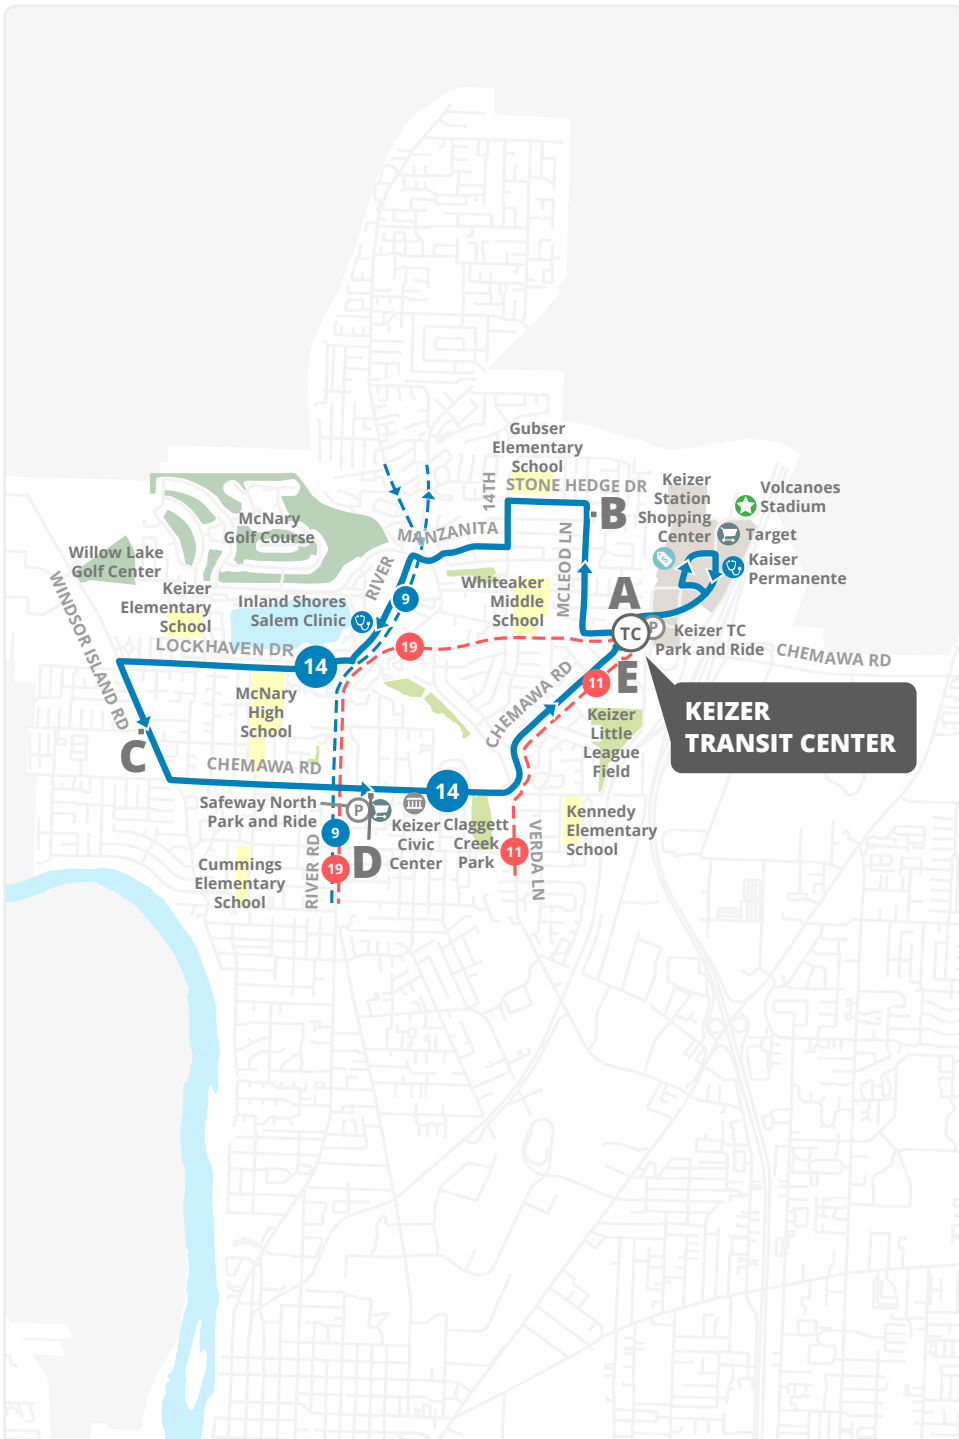 Gubser
Elementary
School
14TH
STONE HEDGE DR
Keizer
Station
Shopping
Center
Volcanoes
Stadium
B
Target
McNary
Golf Course
MANZANITA
Kaiser
Permanente
Willow Lake
Golf Center
RIVER
MCLEOD LN
Keizer
Elementary
School
Whiteaker
Middle
School
A
9
Inland Shores
Salem Clinic
WINDSOR ISLAND RD
TC
P
Keizer TC
Park and Ride
LOCKHAVEN DR
19
14
CHEMAWA RD
CHEMAWA RD
E
11
McNary
High
School
KEIZER
TRANSIT CENTER
Keizer
Little
League
Field
C
CHEMAWA RD
14
Safeway North
Park and Ride
P
Keizer
Civic
Center
Claggett
Creek
Park
Kennedy
Elementary
School
9
D
VERDA LN
11
19
RIVER RD
Cummings
Elementary
School